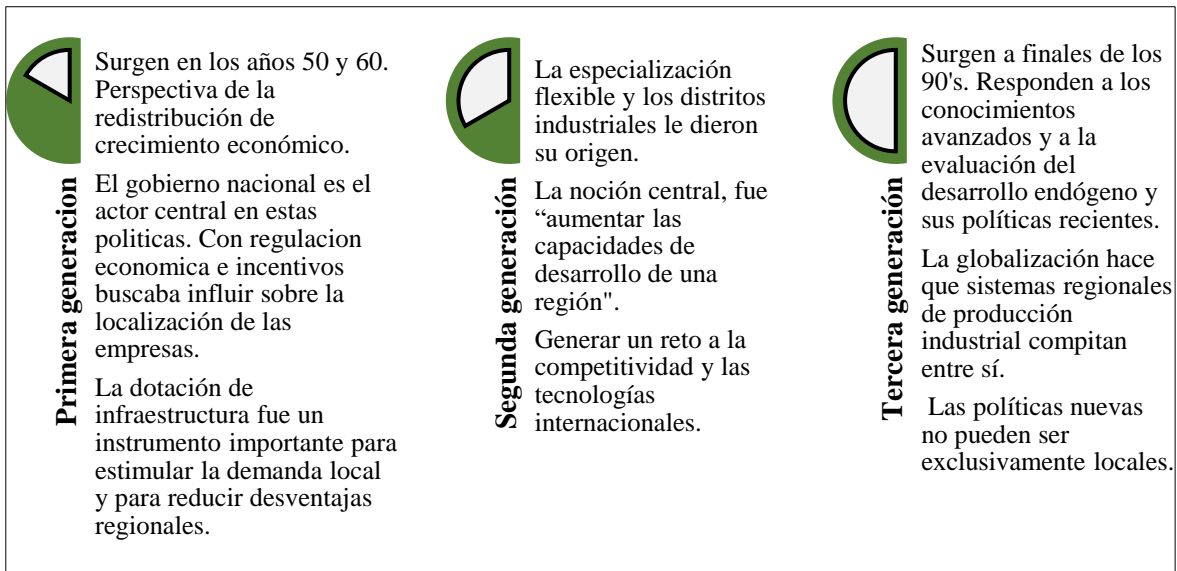 Primera generacion
Surgen en los años 50 y 60.
Perspectiva de la
redistribución de
crecimiento económico.
El gobierno nacional es el
actor central en estas
politicas. Con regulacion
economica e incentivos
buscaba influir sobre la
localización de las
empresas.
La dotación de
infraestructura fue un
instrumento importante para
estimular la demanda local
y para reducir desventajas
regionales.
Segunda generación
La especialización
flexible y los distritos
industriales le dieron
su origen.
La noción central, fue
“aumentar las
capacidades de
desarrollo de una
región".
Generar un reto a la
competitividad y las
tecnologías
internacionales.
Tercera generación
Surgen a finales de los
90's. Responden a los
conocimientos
avanzados y a la
evaluación del
desarrollo endógeno y
sus políticas recientes.
La globalización hace
que sistemas regionales
de producción
industrial compitan
entre sí.
Las políticas nuevas
no pueden ser
exclusivamente locales.